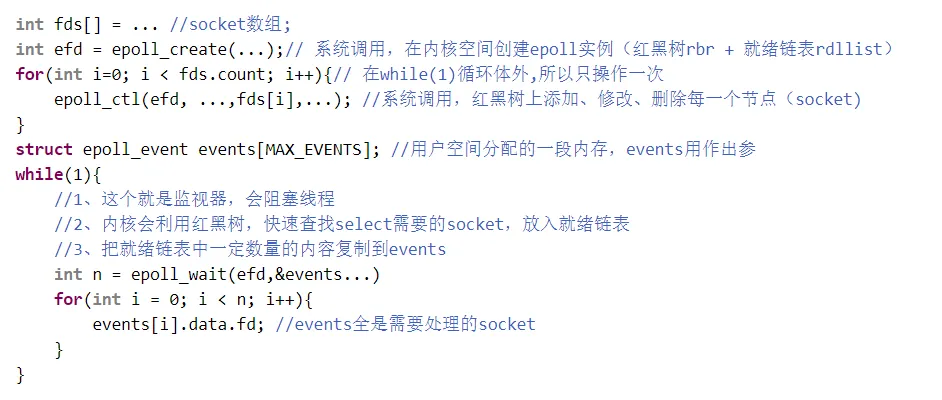 int fds[] = ... //socket数组;
int efd = epoll_create(...);// 系统调用，在内核空间创建epoll实例（红黑树rbr + 就绪链表rdllist）
for(int i=0; i < fds.count; i++){// 在while(1)循环体外,所以只操作一次
    epoll_ctl(efd, ...,fds[i],...); //系统调用，红黑树上添加、修改、删除每一个节点（socket)
}
struct epoll_event events[MAX_EVENTS]; //用户空间分配的一段内存，events用作出参
while(1){
    //1、这个就是监视器，会阻塞线程
    //2、内核会利用红黑树，快速查找select需要的socket，放入就绪链表
    //3、把就绪链表中一定数量的内容复制到events
    int n = epoll_wait(efd,&events...)
    for(int i = 0; i < n; i++){
        events[i].data.fd; //events全是需要处理的socket
    }
}